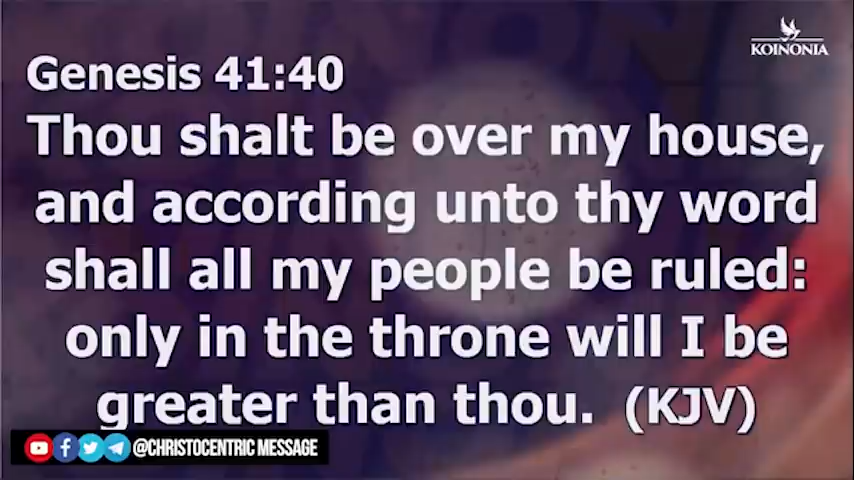 KOINONIA
Genesis 41:40
Thou shalt be over my house,
and according unto thy word
shall all my people be ruled:
only in the throne will I be
greater than thou. (KJV)
@CHRISTOCENTRIC MESSAGE